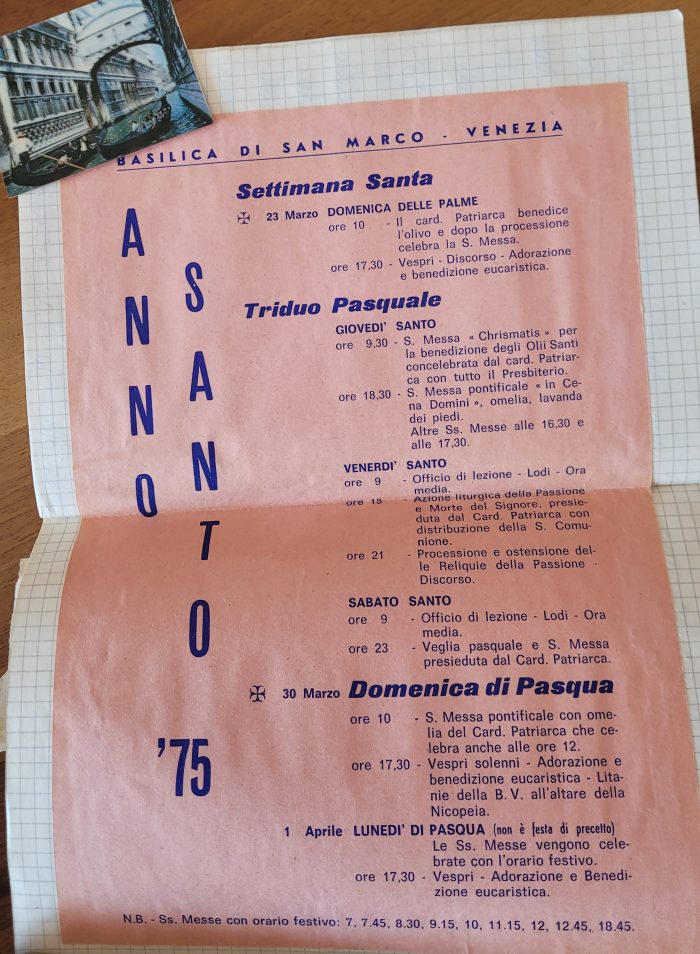 BASILICA DI SAN MARCO - VENEZIA
ANNO
SANTO
'75
Settimana Santa
23 Marzo DOMENICA DELLE PALME
ore 10 - Il card. Patriarca benedice
l'olivo e dopo la processione
celebra la S. Messa.
ore 17,30 - Vespri - Discorso - Adorazione
e benedizione eucaristica.
Triduo Pasquale
GIOVEDI' SANTO
ore 9,30 - S. Messa « Chrismatis » per
la benedizione degli Olii Santi
concelebrata dal card. Patriar-
ca con tutto il Presbiterio.
ore 18,30 - S. Messa pontificale « in Ce-
na Domini », omelia, lavanda
dei piedi.
Altre Ss. Messe alle 16,30 e
alle 17,30.
VENERDI' SANTO
ore 9 - Officio di lezione - Lodi - Ora
media.
ore 15 - Azione liturgica della Passione
e Morte del Signore, presie-
duta dal Card. Patriarca con
distribuzione della S. Comu-
nione.
ore 21 - Processione e ostensione del-
le Reliquie della Passione -
Discorso.
SABATO SANTO
ore 9 - Officio di lezione - Lodi - Ora
media.
ore 23 - Veglia pasquale e S. Messa
presieduta dal Card. Patriarca.
30 Marzo Domenica di Pasqua
ore 10 - S. Messa pontificale con ome-
lia del Card. Patriarca che ce-
lebra anche alle ore 12.
ore 17,30 - Vespri solenni - Adorazione e
benedizione eucaristica - Lita-
nie della B. V. all'altare della
Nicopeia.
1 Aprile LUNEDI' DI PASQUA (non è festa di precetto)
Le Ss. Messe vengono cele-
brate con l'orario festivo.
ore 17,30 - Vespri - Adorazione e Benedi-
zione eucaristica.
N.B. - Ss. Messe con orario festivo: 7, 7.45, 8.30, 9.15, 10, 11.15, 12, 12.45, 18.45.